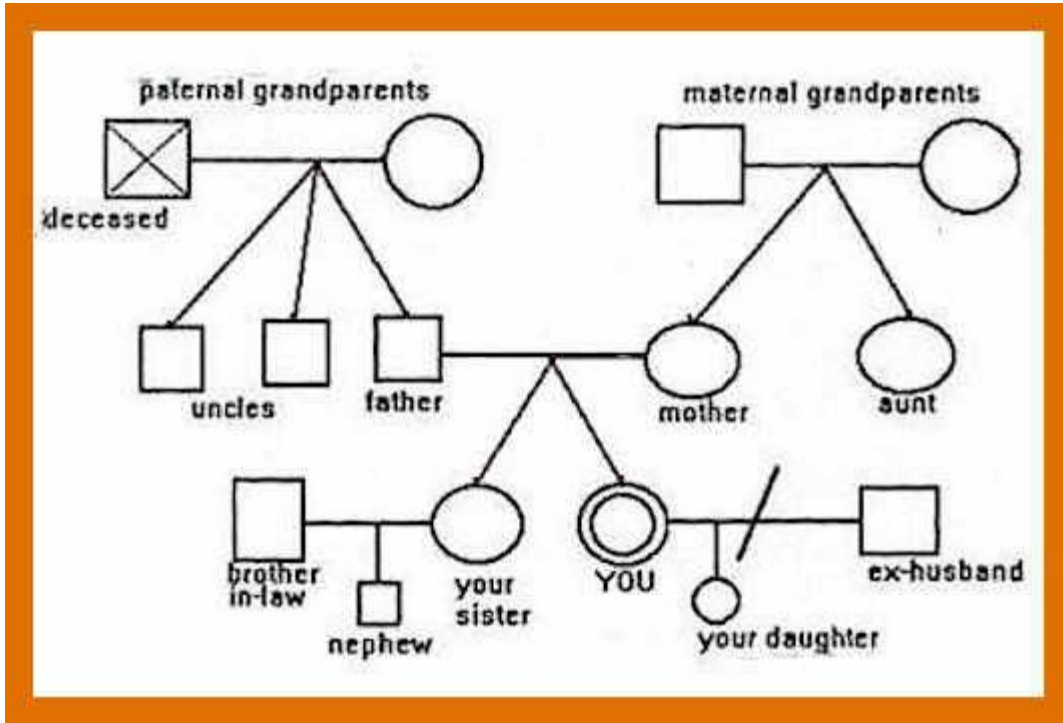 paternal grandparents
maternal grandparents
deceased
uncles
father
mother
aunt
brother
in-law
nephew
your
sister
YOU
your daughter
ex-husband